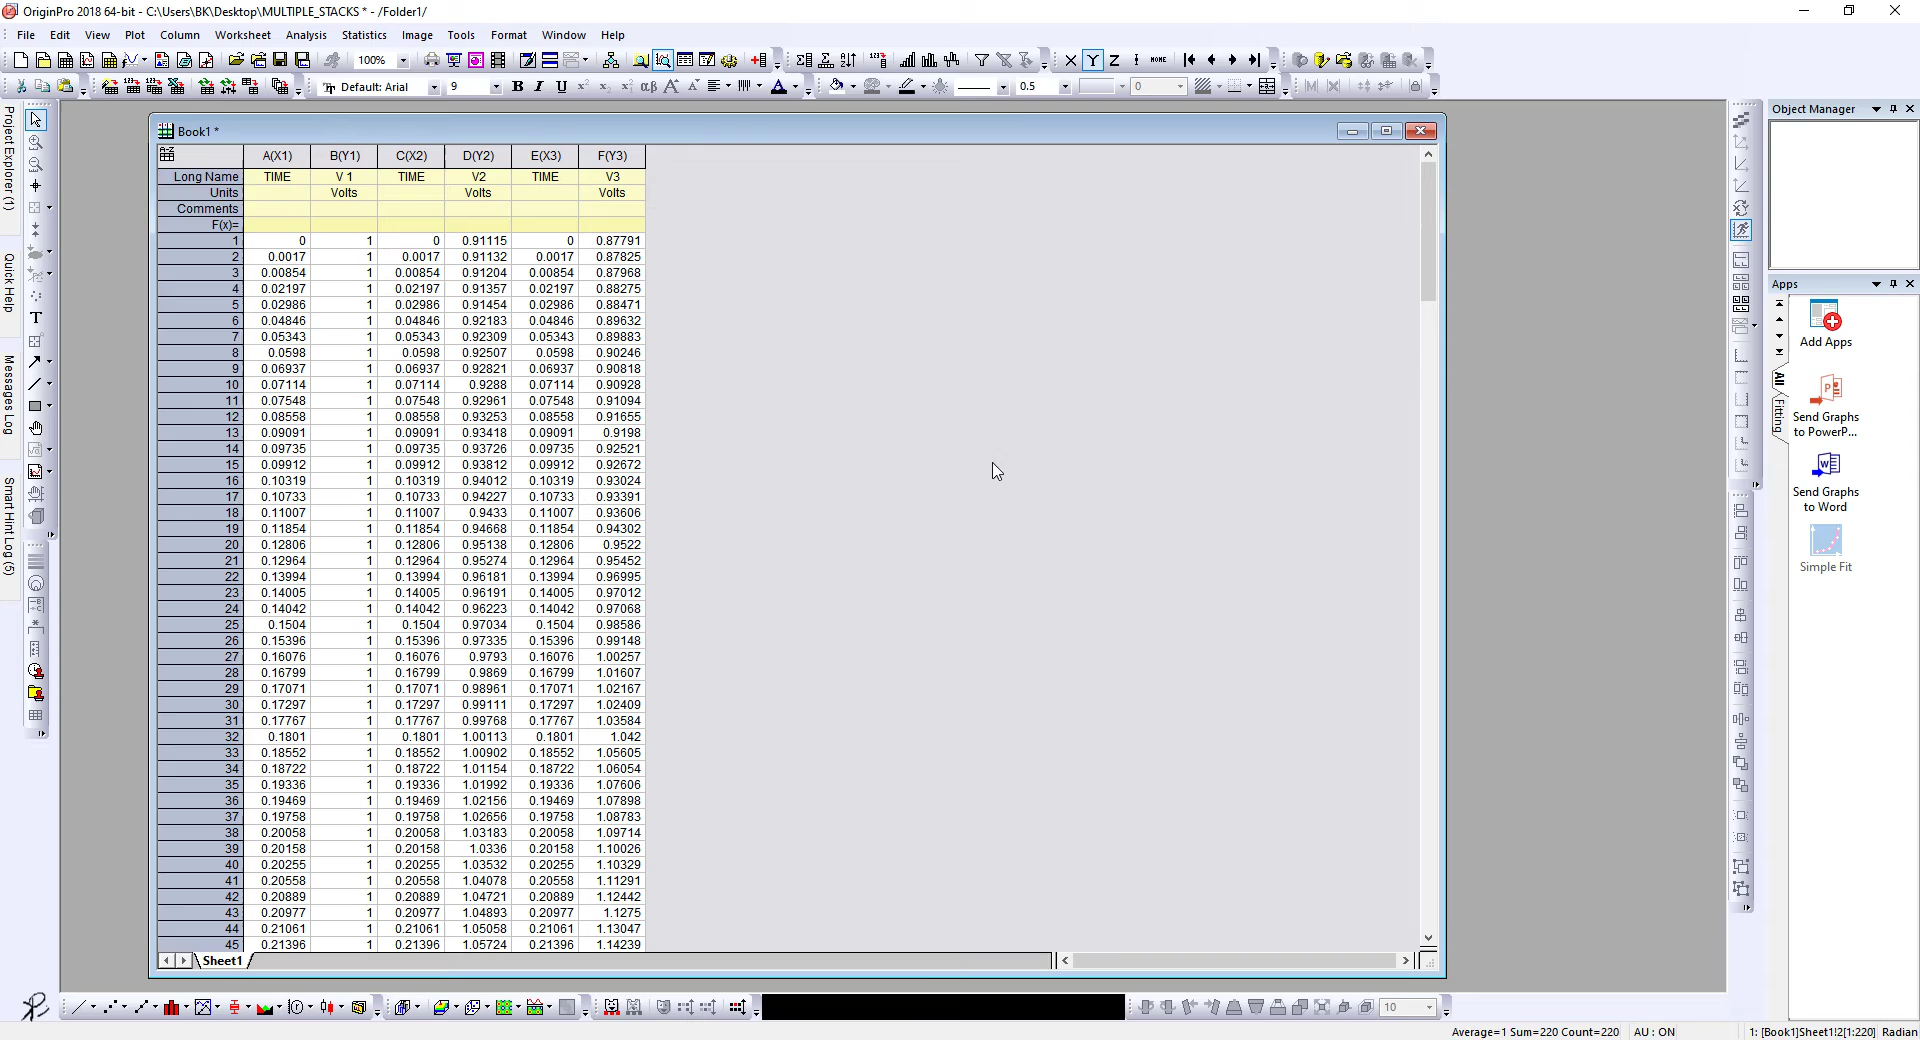 OriginPro 2018 64-bit - C:\Users\BK\Desktop\MULTIPLE_STACKS * - /Folder1/
File Edit View Plot Column Worksheet Analysis Statistics Image Tools Format Window Help
100% X Y Z HOME
Default: Arial 9 B I U αβ A A A 0.5 0
Project Explorer (1)
Quick Help
Messages Log
Smart Hint Log (5)
Book1 *
A(X1) B(Y1) C(X2) D(Y2) E(X3) F(Y3)
Long Name TIME V 1 TIME V2 TIME V3
Units Volts Volts Volts
Comments
F(x)=
1 0 1 0 0.91115 0 0.87791
2 0.0017 1 0.0017 0.91132 0.0017 0.87825
3 0.00854 1 0.00854 0.91204 0.00854 0.87968
4 0.02197 1 0.02197 0.91357 0.02197 0.88275
5 0.02986 1 0.02986 0.91454 0.02986 0.88471
6 0.04846 1 0.04846 0.92183 0.04846 0.89632
7 0.05343 1 0.05343 0.92309 0.05343 0.89883
8 0.0598 1 0.0598 0.92507 0.0598 0.90246
9 0.06937 1 0.06937 0.92821 0.06937 0.90818
10 0.07114 1 0.07114 0.9288 0.07114 0.90928
11 0.07548 1 0.07548 0.92961 0.07548 0.91094
12 0.08558 1 0.08558 0.93253 0.08558 0.91655
13 0.09091 1 0.09091 0.93418 0.09091 0.9198
14 0.09735 1 0.09735 0.93726 0.09735 0.92521
15 0.09912 1 0.09912 0.93812 0.09912 0.92672
16 0.10319 1 0.10319 0.94012 0.10319 0.93024
17 0.10733 1 0.10733 0.94227 0.10733 0.93391
18 0.11007 1 0.11007 0.9433 0.11007 0.93606
19 0.11854 1 0.11854 0.94668 0.11854 0.94302
20 0.12806 1 0.12806 0.95138 0.12806 0.9522
21 0.12964 1 0.12964 0.95274 0.12964 0.95452
22 0.13994 1 0.13994 0.96181 0.13994 0.96995
23 0.14005 1 0.14005 0.96191 0.14005 0.97012
24 0.14042 1 0.14042 0.96223 0.14042 0.97068
25 0.1504 1 0.1504 0.97034 0.1504 0.98586
26 0.15396 1 0.15396 0.97335 0.15396 0.99148
27 0.16076 1 0.16076 0.9793 0.16076 1.00257
28 0.16799 1 0.16799 0.9869 0.16799 1.01607
29 0.17071 1 0.17071 0.98961 0.17071 1.02167
30 0.17297 1 0.17297 0.99111 0.17297 1.02409
31 0.17767 1 0.17767 0.99768 0.17767 1.03584
32 0.1801 1 0.1801 1.00113 0.1801 1.042
33 0.18552 1 0.18552 1.00902 0.18552 1.05605
34 0.18722 1 0.18722 1.01154 0.18722 1.06054
35 0.19336 1 0.19336 1.01992 0.19336 1.07606
36 0.19469 1 0.19469 1.02156 0.19469 1.07898
37 0.19758 1 0.19758 1.02656 0.19758 1.08783
38 0.20058 1 0.20058 1.03183 0.20058 1.09714
39 0.20158 1 0.20158 1.0336 0.20158 1.10026
40 0.20255 1 0.20255 1.03532 0.20255 1.10329
41 0.20558 1 0.20558 1.04078 0.20558 1.11291
42 0.20889 1 0.20889 1.04721 0.20889 1.12442
43 0.20977 1 0.20977 1.04893 0.20977 1.1275
44 0.21061 1 0.21061 1.05058 0.21061 1.13047
45 0.21396 1 0.21396 1.05724 0.21396 1.14239
Sheet1
Object Manager
Apps
All
Fitting
Add Apps
Send Graphs
to PowerP...
Send Graphs
to Word
Simple Fit
10
Average=1 Sum=220 Count=220 AU : ON 1: [Book1]Sheet1!2[1:220] Radian